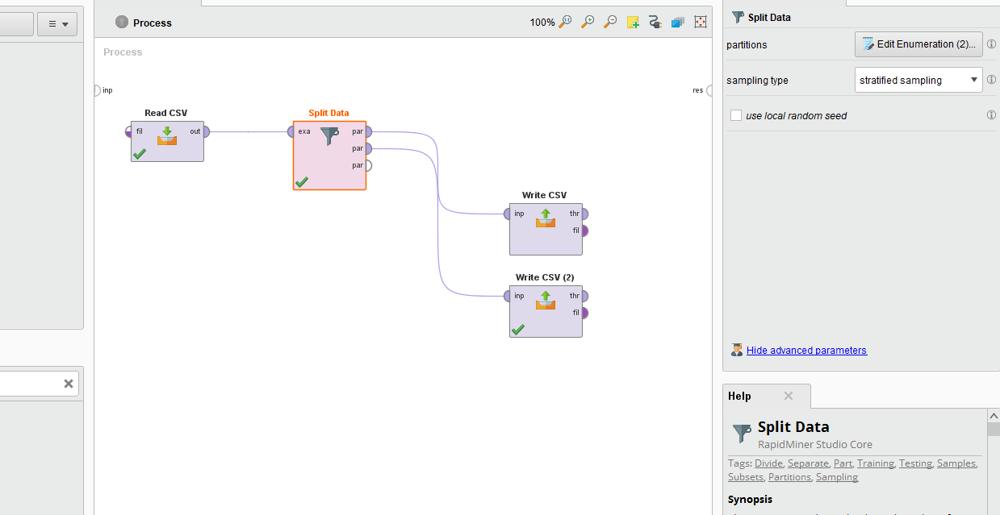 Process
100%
Process
inp
res
Read CSV
fil
out
Split Data
exa
par
par
par
Write CSV
inp
thr
fil
Write CSV (2)
inp
thr
fil
Split Data
partitions
Edit Enumeration (2)...
sampling type
stratified sampling
use local random seed
Hide advanced parameters
Help
Split Data
RapidMiner Studio Core
Tags: Divide, Separate, Part, Training, Testing, Samples,
Subsets, Partitions, Sampling
Synopsis